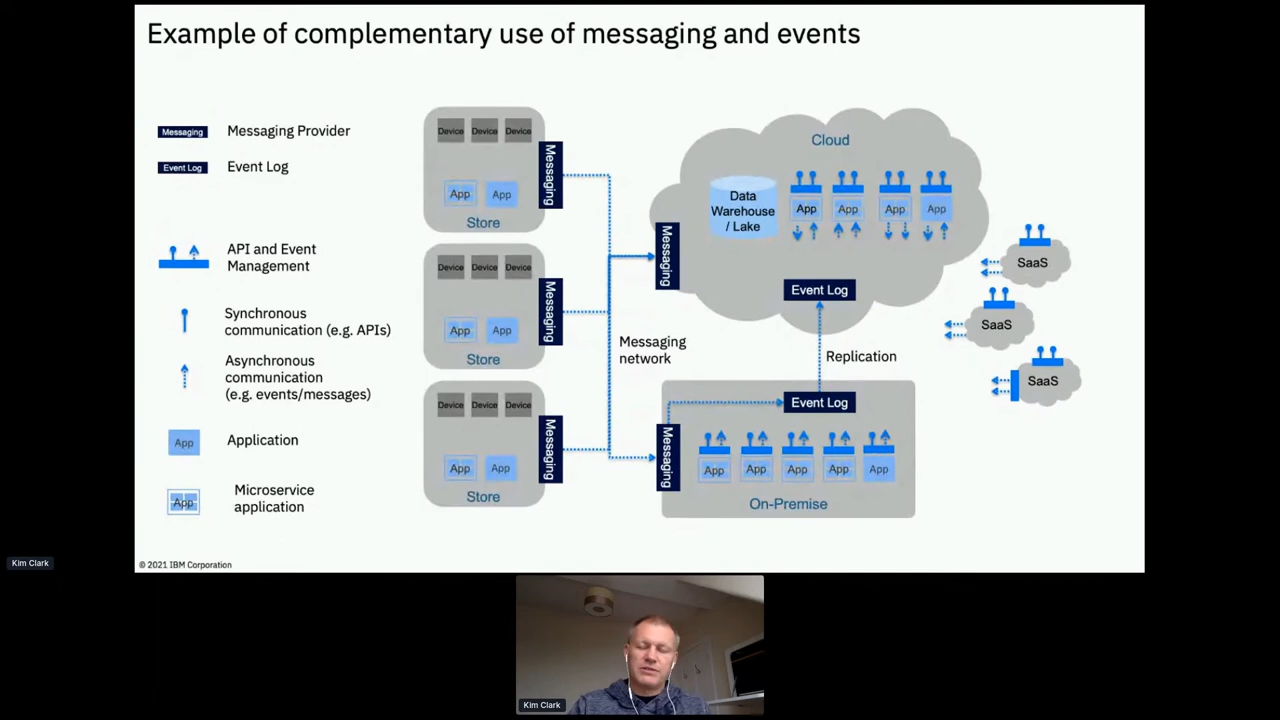 Example of complementary use of messaging and events
Messaging
Messaging Provider
Event Log
Event Log
API and Event
Management
Synchronous
communication (e.g. APIs)
Asynchronous
communication
(e.g. events/messages)
App
Application
App
Microservice
application
Device Device Device
App App
Store
Messaging
Device Device Device
App App
Store
Messaging
Device Device Device
App App
Store
Messaging
Messaging
network
Cloud
Data
Warehouse
/ Lake
App App App App
Messaging
Event Log
Replication
Event Log
Messaging
App App App App App
On-Premise
SaaS
SaaS
SaaS
© 2021 IBM Corporation
Kim Clark
Kim Clark